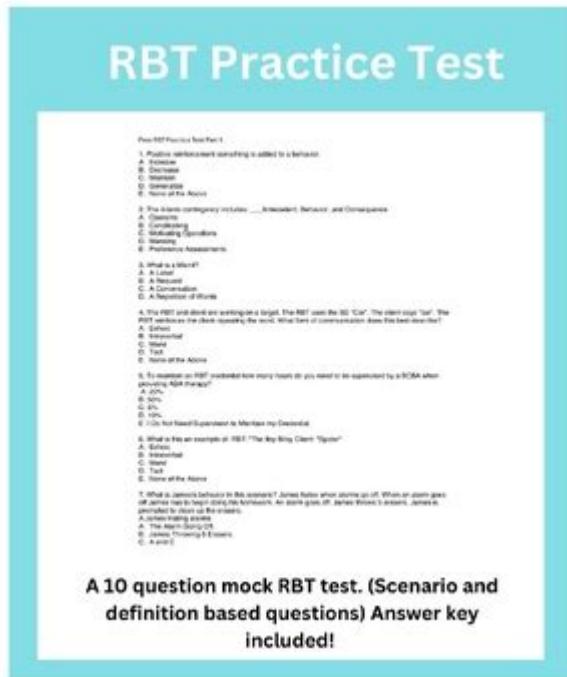 RBT Practice Test
Free RBT Practice Test Part 1
1. Positive reinforcement something is added to a behavior.
A. Increase
B. Decrease
C. Maintain
D. Generalize
E. None of the Above
2. The 4-term contingency includes: ___, Antecedent, Behavior, and Consequence
A. Operants
B. Conditioning
C. Motivating Operations
D. Manding
E. Preference Assessments
3. What is a Mand?
A. A Label
B. A Request
C. A Conversation
D. A Repetition of Words
4. The RBT and client are working on a target. The RBT uses the SD "Car". The client says "car". The
RBT reinforces the client repeating the word. What form of communication does this best describe?
A. Echoic
B. Intraverbal
C. Mand
D. Tact
E. None of the Above
5. To maintain an RBT credential how many hours do you need to be supervised by a BCBA when
providing ABA therapy?
A. 20%
B. 50%
C. 5%
D. 10%
E. I Do Not Need Supervision to Maintain my Credential
6. What is this an example of: RBT: "The Itsy Bitsy, Client: "Spider"
A. Echoic
B. Intraverbal
C. Mand
D. Tact
E. None of the Above
7. What is James's behavior in this scenario? James hates when alarms go off. When an alarm goes
off James has to begin doing his homework. An alarm goes off. James throws 5 erasers. James is
prompted to clean up the erasers.
A. James hating alarms
A. The Alarm Going Off.
B. James Throwing 5 Erasers.
C. A and C
A 10 question mock RBT test. (Scenario and
definition based questions) Answer key
included!